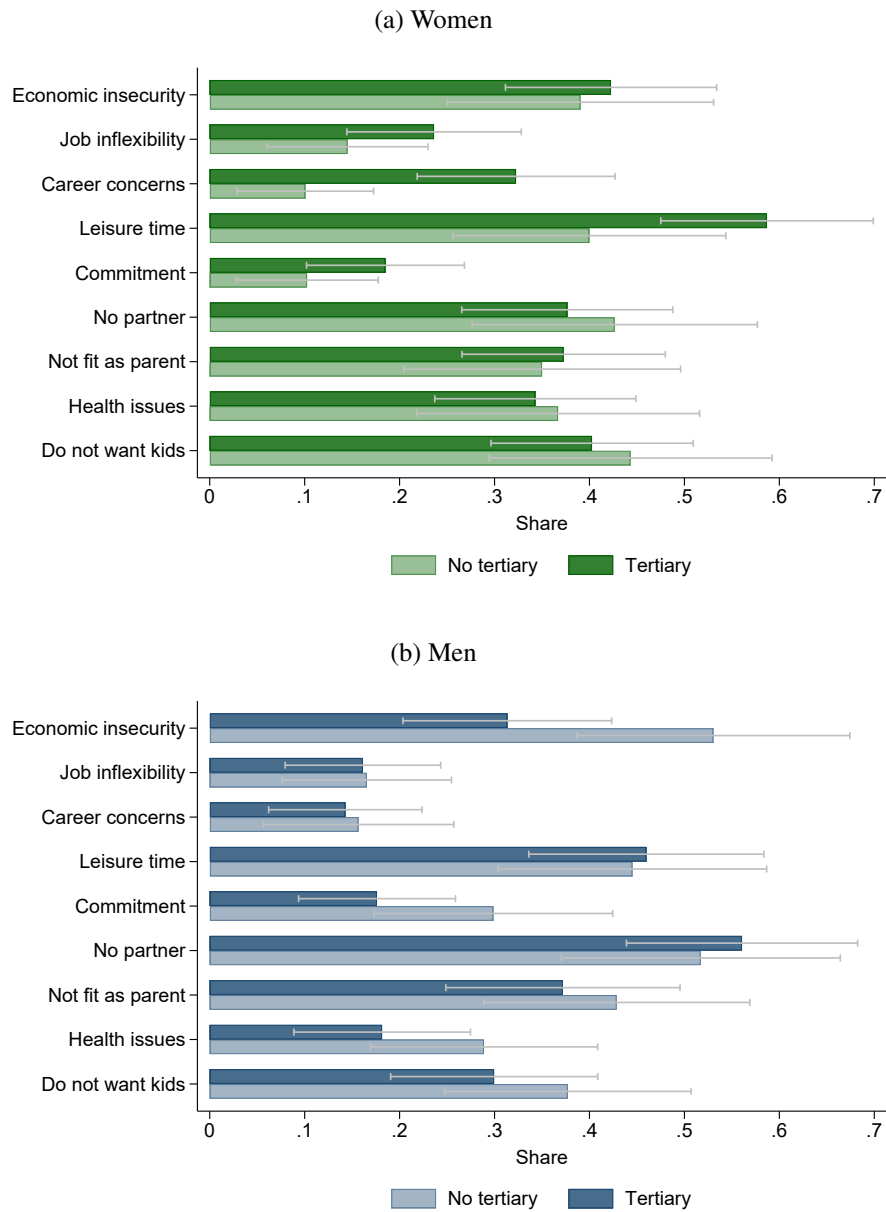 (a) Women
Economic insecurity
Job inflexibility
Career concerns
Leisure time
Commitment
No partner
Not fit as parent
Health issues
Do not want kids
0 .1 .2 .3 .4 .5 .6 .7
Share
No tertiary Tertiary
(b) Men
Economic insecurity
Job inflexibility
Career concerns
Leisure time
Commitment
No partner
Not fit as parent
Health issues
Do not want kids
0 .1 .2 .3 .4 .5 .6 .7
Share
No tertiary Tertiary